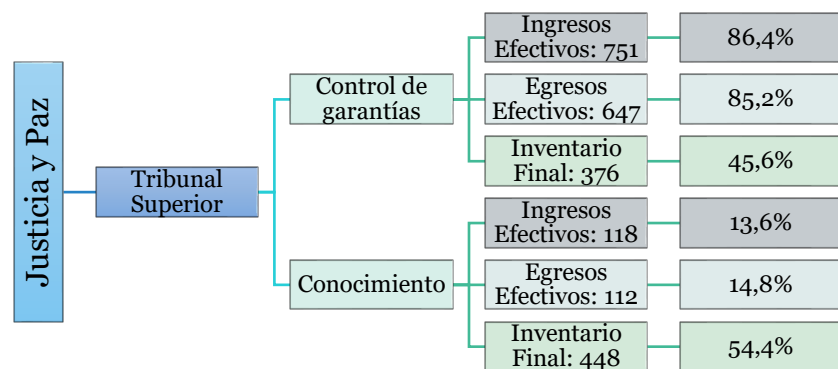 Justicia y Paz
Tribunal
Superior
Control de
garantías
Ingresos
Efectivos: 751
86,4%
Egresos
Efectivos: 647
85,2%
Inventario
Final: 376
45,6%
Conocimiento
Ingresos
Efectivos: 118
13,6%
Egresos
Efectivos: 112
14,8%
Inventario
Final: 448
54,4%